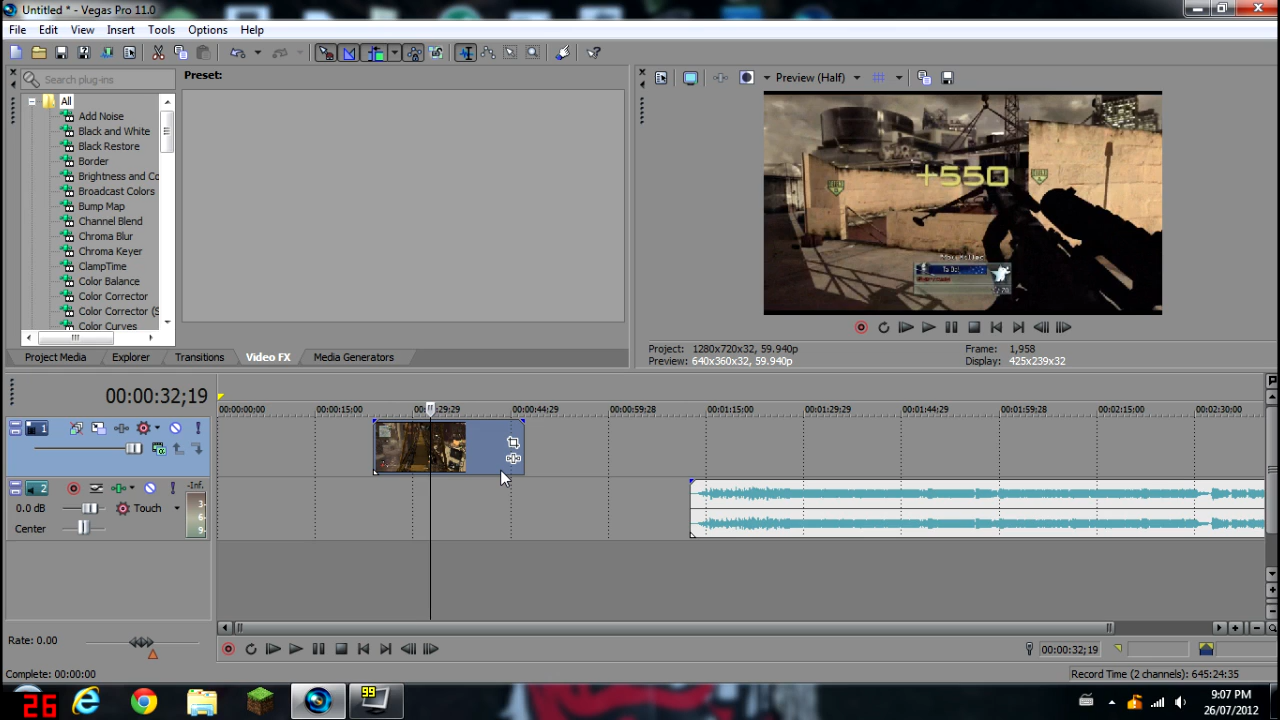 Untitled * - Vegas Pro 11.0
File Edit View Insert Tools Options Help
Search plug-ins
Preset:
Preview (Half)
All
Add Noise
Black and White
Black Restore
Border
Brightness and Co
Broadcast Colors
Bump Map
Channel Blend
Chroma Blur
Chroma Keyer
ClampTime
Color Balance
Color Corrector
Color Corrector (S
Color Curves
+550
Project Media Explorer Transitions Video FX Media Generators
Project: 1280x720x32, 59.940p
Preview: 640x360x32, 59.940p
Frame: 1,958
Display: 425x239x32
00:00:32;19
00:00:00;00 00:00:15;00 00:00:29;29 00:00:44;29 00:00:59;28 00:01:15;00 00:01:29;29 00:01:44;29 00:01:59;28 00:02:15;00 00:02:30;00
1
2
-Inf.
0.0 dB
Touch
3-
6-
9-
Center
Rate: 0.00
00:00:32;19
Complete: 00:00:00
Record Time (2 channels): 645:24:35
26
99
9:07 PM
26/07/2012